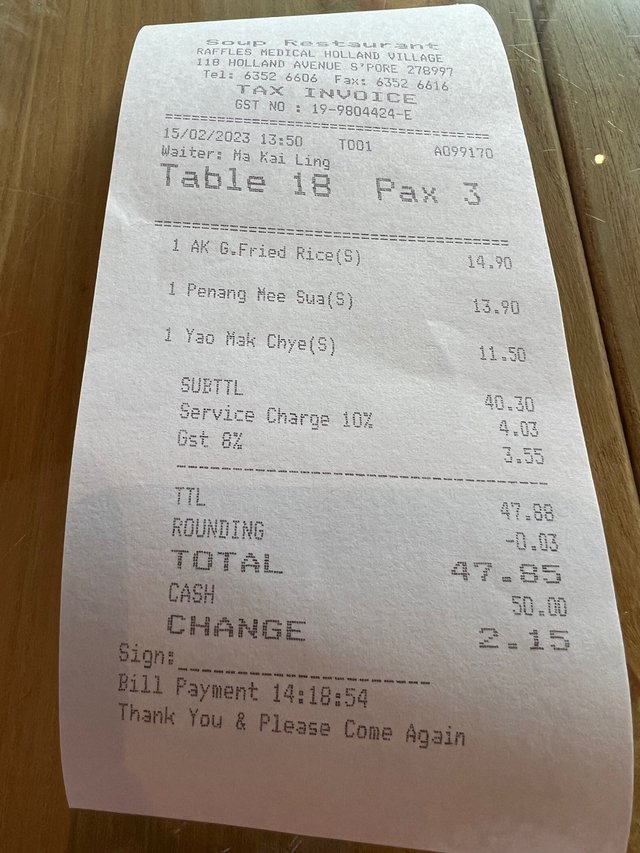 Soup Restaurant
RAFFLES MEDICAL HOLLAND VILLAGE
118 HOLLAND AVENUE S'PORE 278997
Tel: 6352 6606 Fax: 6352 6616
TAX INVOICE
GST NO : 19-9804424-E
15/02/2023 13:50 T001 A099170
Waiter: Ma Kai Ling
Table 18 Pax 3
1 AK G.Fried Rice(S) 14.90
1 Penang Mee Sua(S) 13.90
1 Yao Mak Chye(S) 11.50
SUBTTL 40.30
Service Charge 10% 4.03
Gst 8% 3.55
TTL 47.88
ROUNDING -0.03
TOTAL 47.85
CASH 50.00
CHANGE 2.15
Sign:____________________
Bill Payment 14:18:54
Thank You & Please Come Again